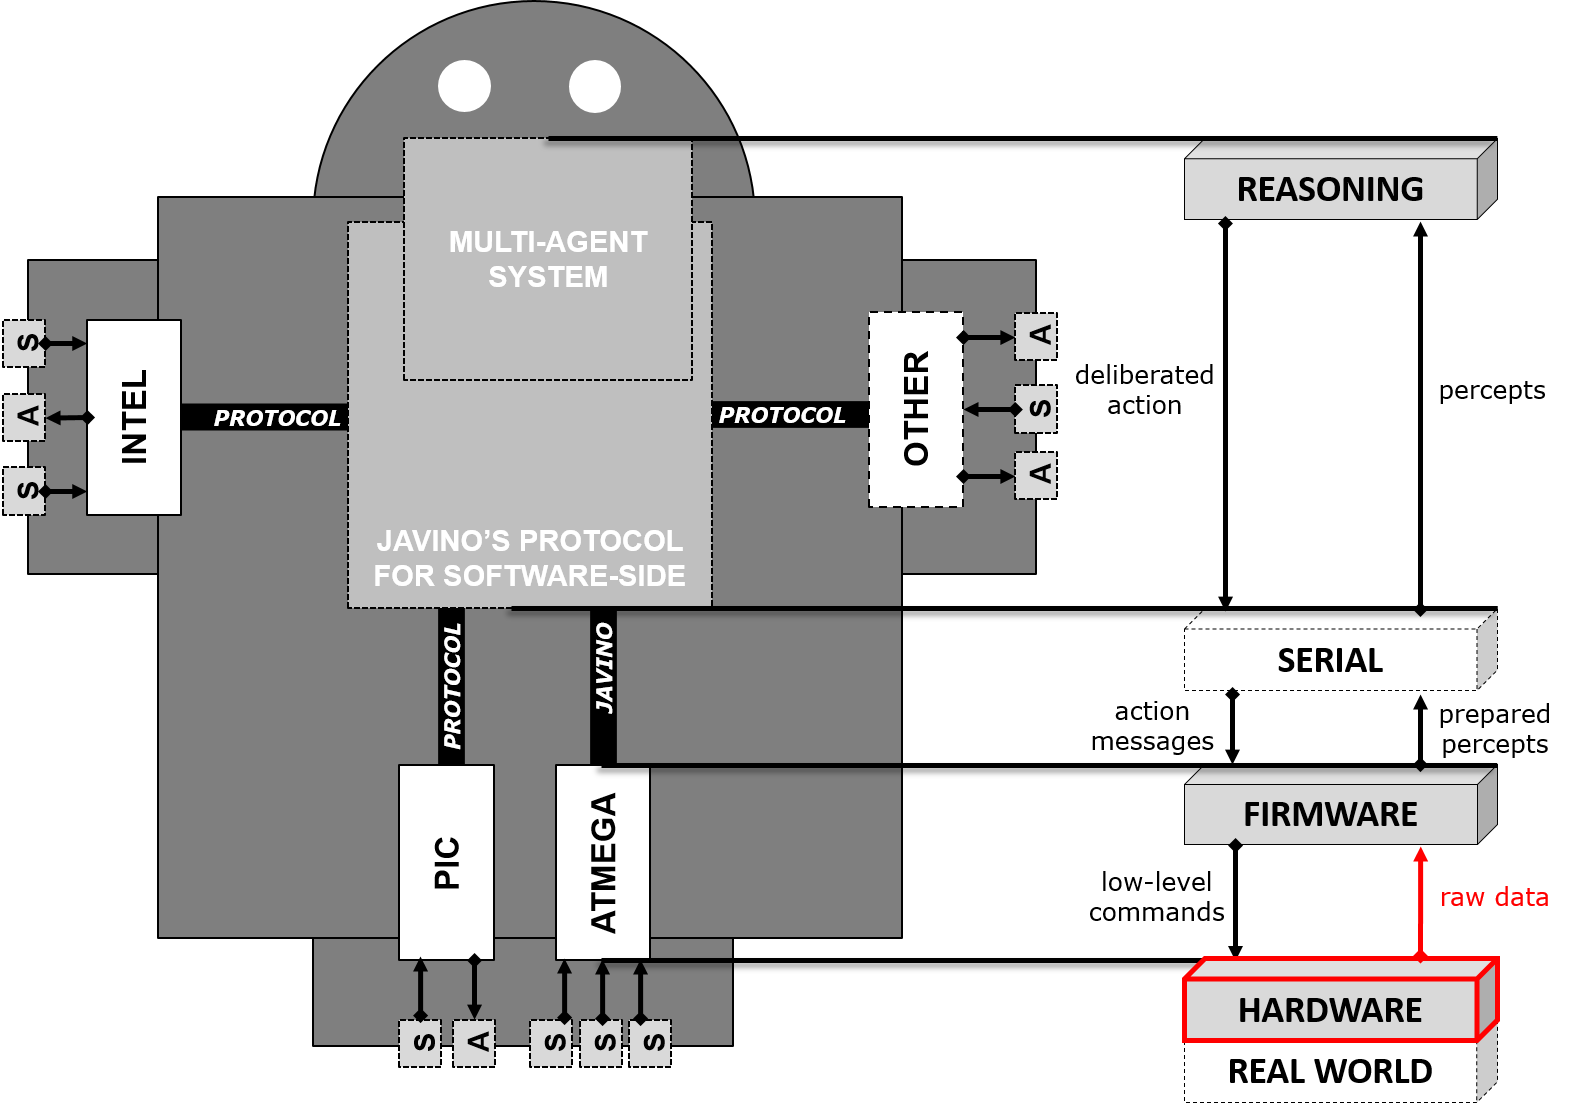 REASONING
MULTI-AGENT
SYSTEM
S
A
S
INTEL
PROTOCOL
PROTOCOL
OTHER
A
S
A
deliberated
action
percepts
JAVINO'S PROTOCOL
FOR SOFTWARE-SIDE
PROTOCOL
JAVINO
SERIAL
action
messages
prepared
percepts
PIC
ATMEGA
FIRMWARE
low-level
commands
raw data
S
A
S
S
S
HARDWARE
REAL WORLD